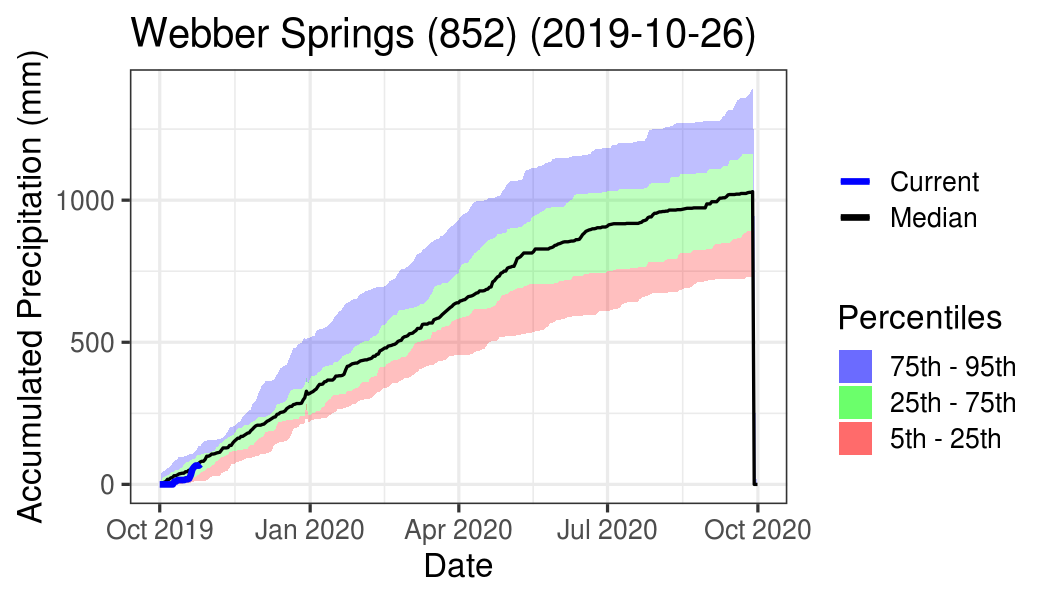 Webber Springs (852) (2019-10-26)
Accumulated Precipitation (mm)
1000
500
0
Oct 2019
Jan 2020
Apr 2020
Jul 2020
Oct 2020
Date
Current
Median
Percentiles
75th - 95th
25th - 75th
5th - 25th